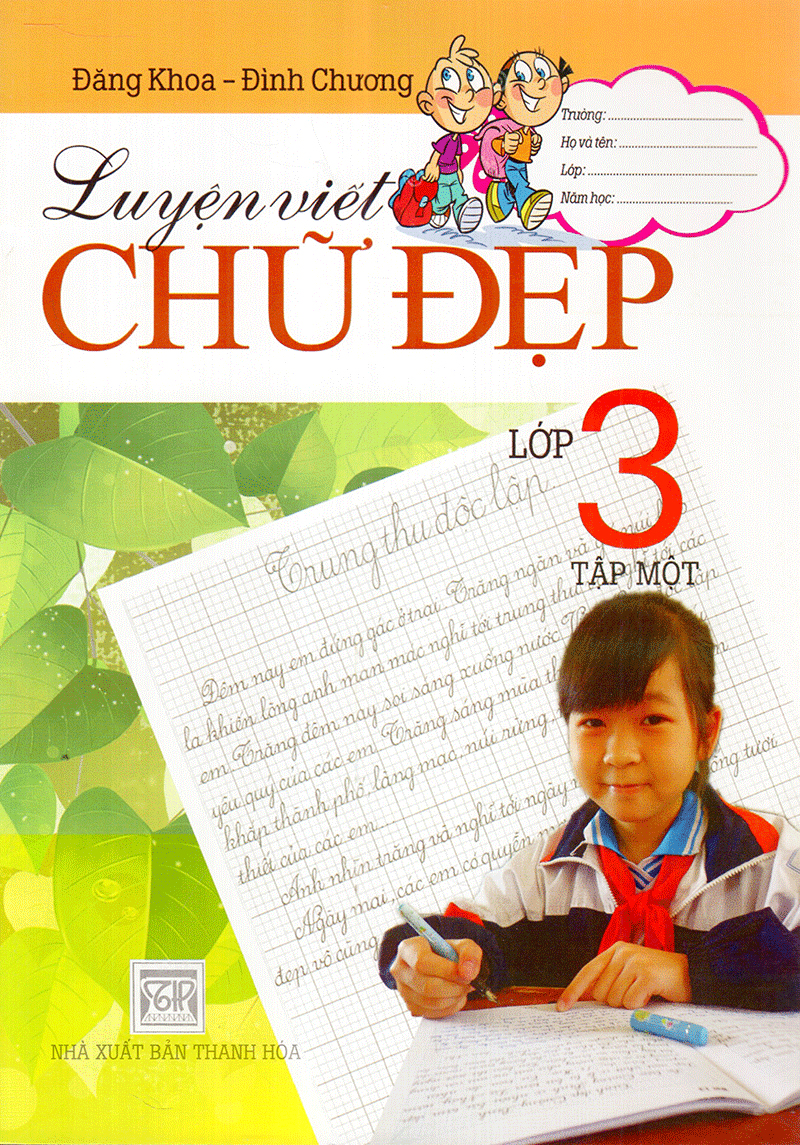 Đăng Khoa – Đình Chương
Trường:
Họ và tên:
Lớp:
Năm học:
Luyện viết
CHỮ ĐẸP
LỚP 3
TẬP MỘT
Trung thu độc lập.
Đêm nay em đứng gác ở trại. Trăng ngàn và gió núi bao
la khiến lòng anh man mác nghĩ tới trung thu và nghĩ tới các
em. Trăng đêm nay soi sáng xuống nước
yêu quý của các em. Trăng sáng mùa thu
khắp thành phố, làng mạc, núi rừng...
thiết của các em...
Anh nhìn trăng và nghĩ tới ngày
Ngày mai, các em có quyền
đẹp vô cùng
ông tươi
NHÀ XUẤT BẢN THANH HÓA